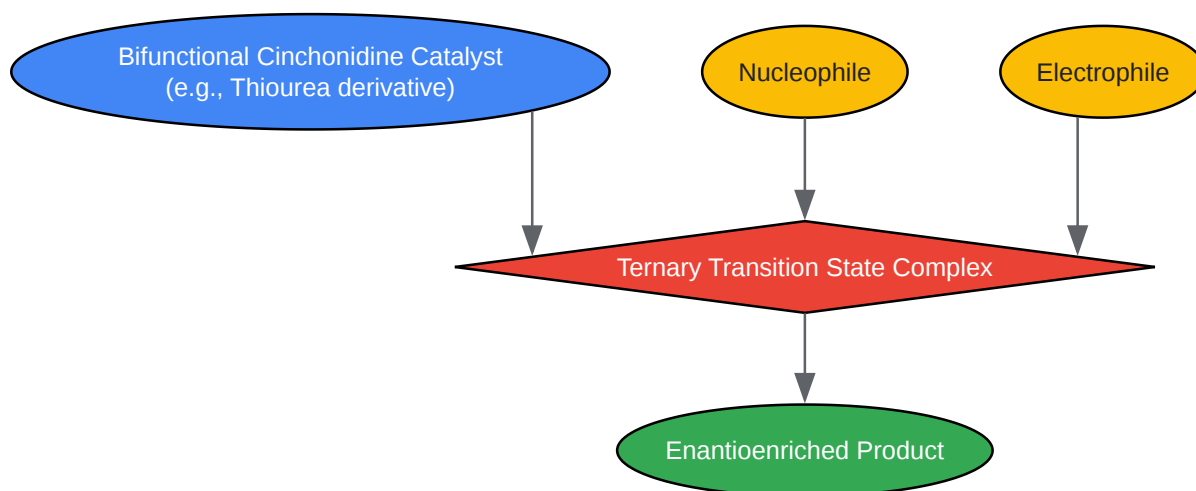 Bifunctional Cinchonidine Catalyst
(e.g., Thiourea derivative)
Nucleophile
Electrophile
Ternary Transition State Complex
Enantioenriched Product